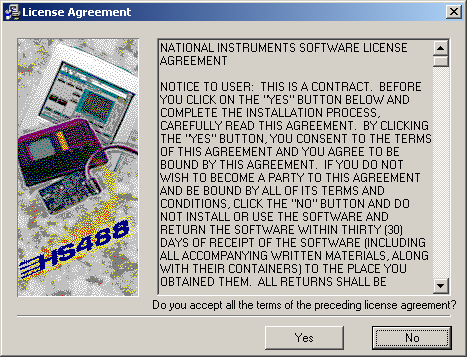 License Agreement
NATIONAL INSTRUMENTS SOFTWARE LICENSE
AGREEMENT
NOTICE TO USER:  THIS IS A CONTRACT.  BEFORE
YOU CLICK ON THE "YES" BUTTON BELOW AND
COMPLETE THE INSTALLATION PROCESS,
CAREFULLY READ THIS AGREEMENT.  BY CLICKING
THE "YES" BUTTON, YOU CONSENT TO THE TERMS
OF THIS AGREEMENT AND YOU AGREE TO BE
BOUND BY THIS AGREEMENT.  IF YOU DO NOT
WISH TO BECOME A PARTY TO THIS AGREEMENT
AND BE BOUND BY ALL OF ITS TERMS AND
CONDITIONS, CLICK THE "NO" BUTTON AND DO
NOT INSTALL OR USE THE SOFTWARE AND
RETURN THE SOFTWARE WITHIN THIRTY (30)
DAYS OF RECEIPT OF THE SOFTWARE (INCLUDING
ALL ACCOMPANYING WRITTEN MATERIALS, ALONG
WITH THEIR CONTAINERS) TO THE PLACE YOU
OBTAINED THEM.  ALL RETURNS SHALL BE
HS488
Do you accept all the terms of the preceding license agreement?
Yes
No